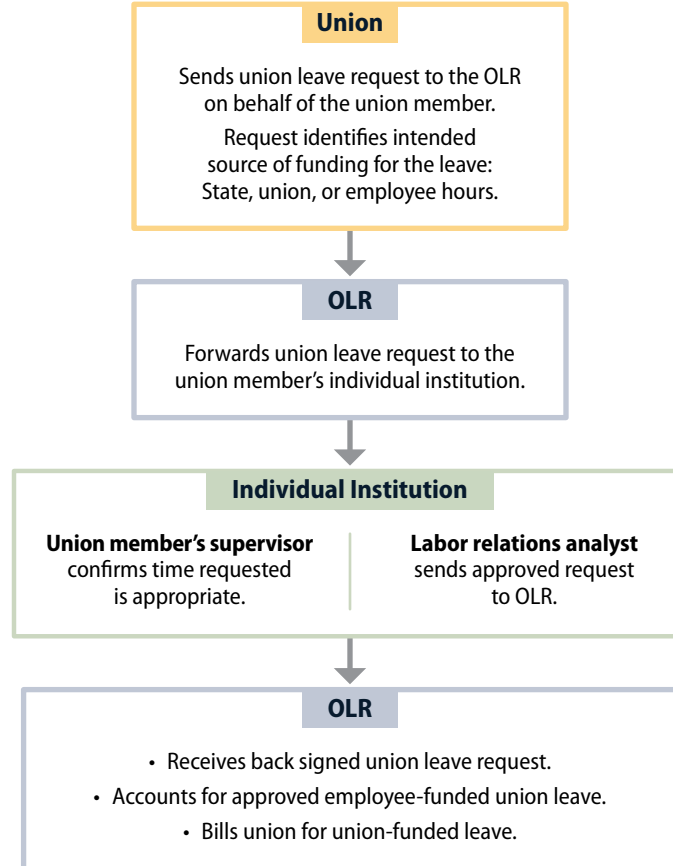 Union
Sends union leave request to the OLR
on behalf of the union member.
Request identifies intended
source of funding for the leave:
State, union, or employee hours.
OLR
Forwards union leave request to the
union member’s individual institution.
Individual Institution
Union member’s supervisor
confirms time requested
is appropriate.
Labor relations analyst
sends approved request
to OLR.
OLR
• Receives back signed union leave request.
• Accounts for approved employee-funded union leave.
• Bills union for union-funded leave.